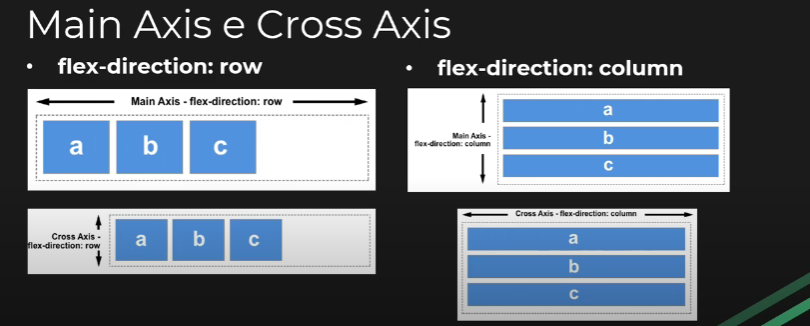 Main Axis e Cross Axis
• flex-direction: row
Main Axis - flex-direction: row
a b c
Cross Axis -
flex-direction: row
a b c
• flex-direction: column
Main Axis -
flex-direction: column
a
b
c
Cross Axis - flex-direction: column
a
b
c